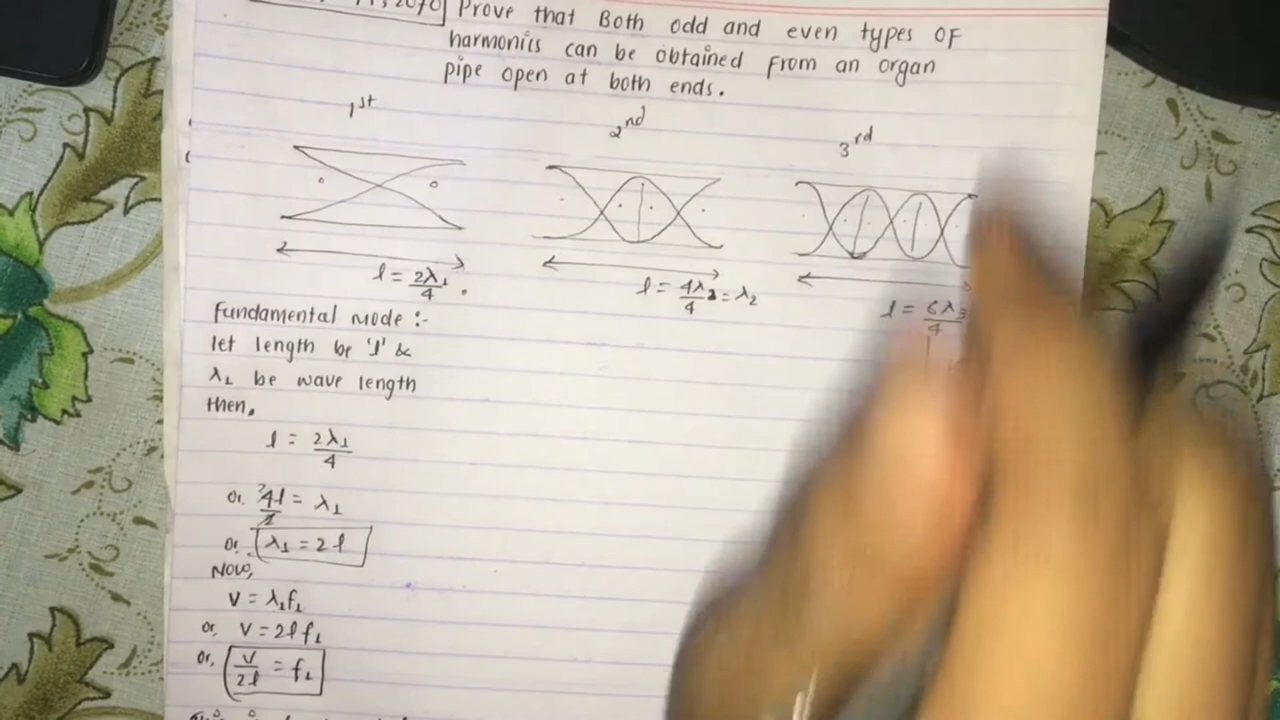 2070 Prove that Both odd and even types of
harmonics can be obtained from an organ
pipe open at both ends.
1st 2nd 3rd
l = 2λ1/4 . l = 4λ2/4 = λ2 l = 6λ3/4
Fundamental mode :-
let length be 'l' &
λ1 be wave length
then,
l = 2λ1/4
or, 4l/2 = λ1
or, λ1 = 2l
Now,
V = λ1f1
or, V = 2lf1
or, V/2l = f1